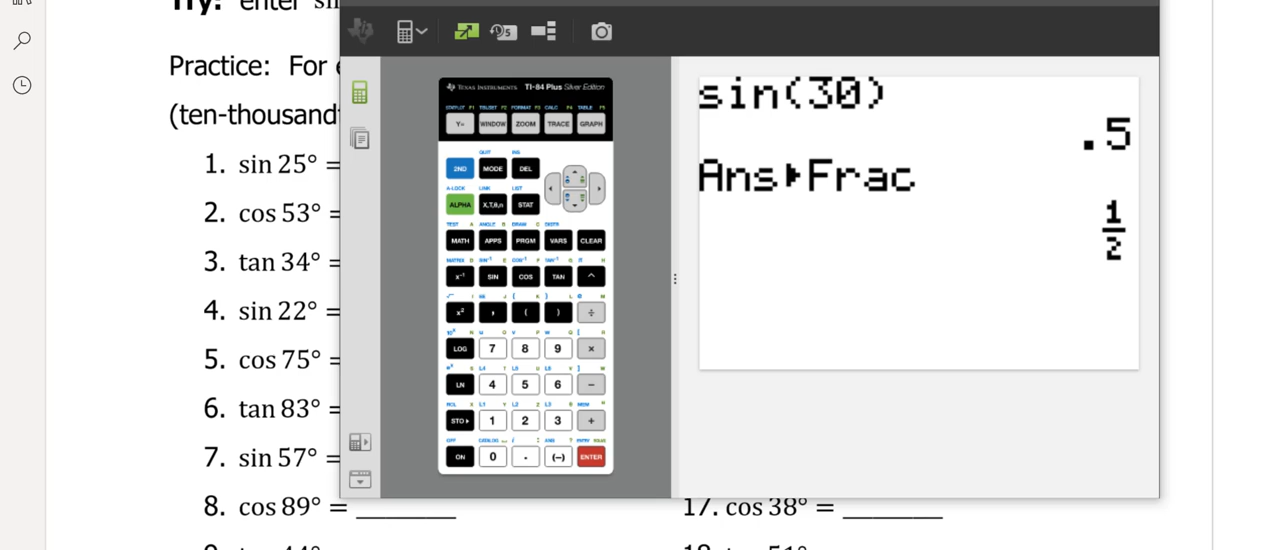 Try: enter sin
Practice: For e
(ten-thousandt
1. sin 25° =
2. cos 53° =
3. tan 34° =
4. sin 22° =
5. cos 75° =
6. tan 83° =
7. sin 57° =
8. cos 89° = ________
17. cos 38° = ________
TEXAS INSTRUMENTS TI-84 Plus Silver Edition
STAT PLOT F1 TBLSET F2 FORMAT F3 CALC F4 TABLE F5
Y= WINDOW ZOOM TRACE GRAPH
QUIT INS
2ND MODE DEL
A-LOCK LINK LIST
ALPHA X,T,θ,n STAT
TEST A ANGLE B DRAW C DISTR
MATH APPS PRGM VARS CLEAR
MATRIX D SIN⁻¹ E COS⁻¹ F TAN⁻¹ G π H
x⁻¹ SIN COS TAN ^
x² , ( ) ÷
LOG 7 8 9 ×
LN 4 5 6 −
STO▸ 1 2 3 +
ON 0 . (−) ENTER
sin(30)
.5
Ans▸Frac
1/2